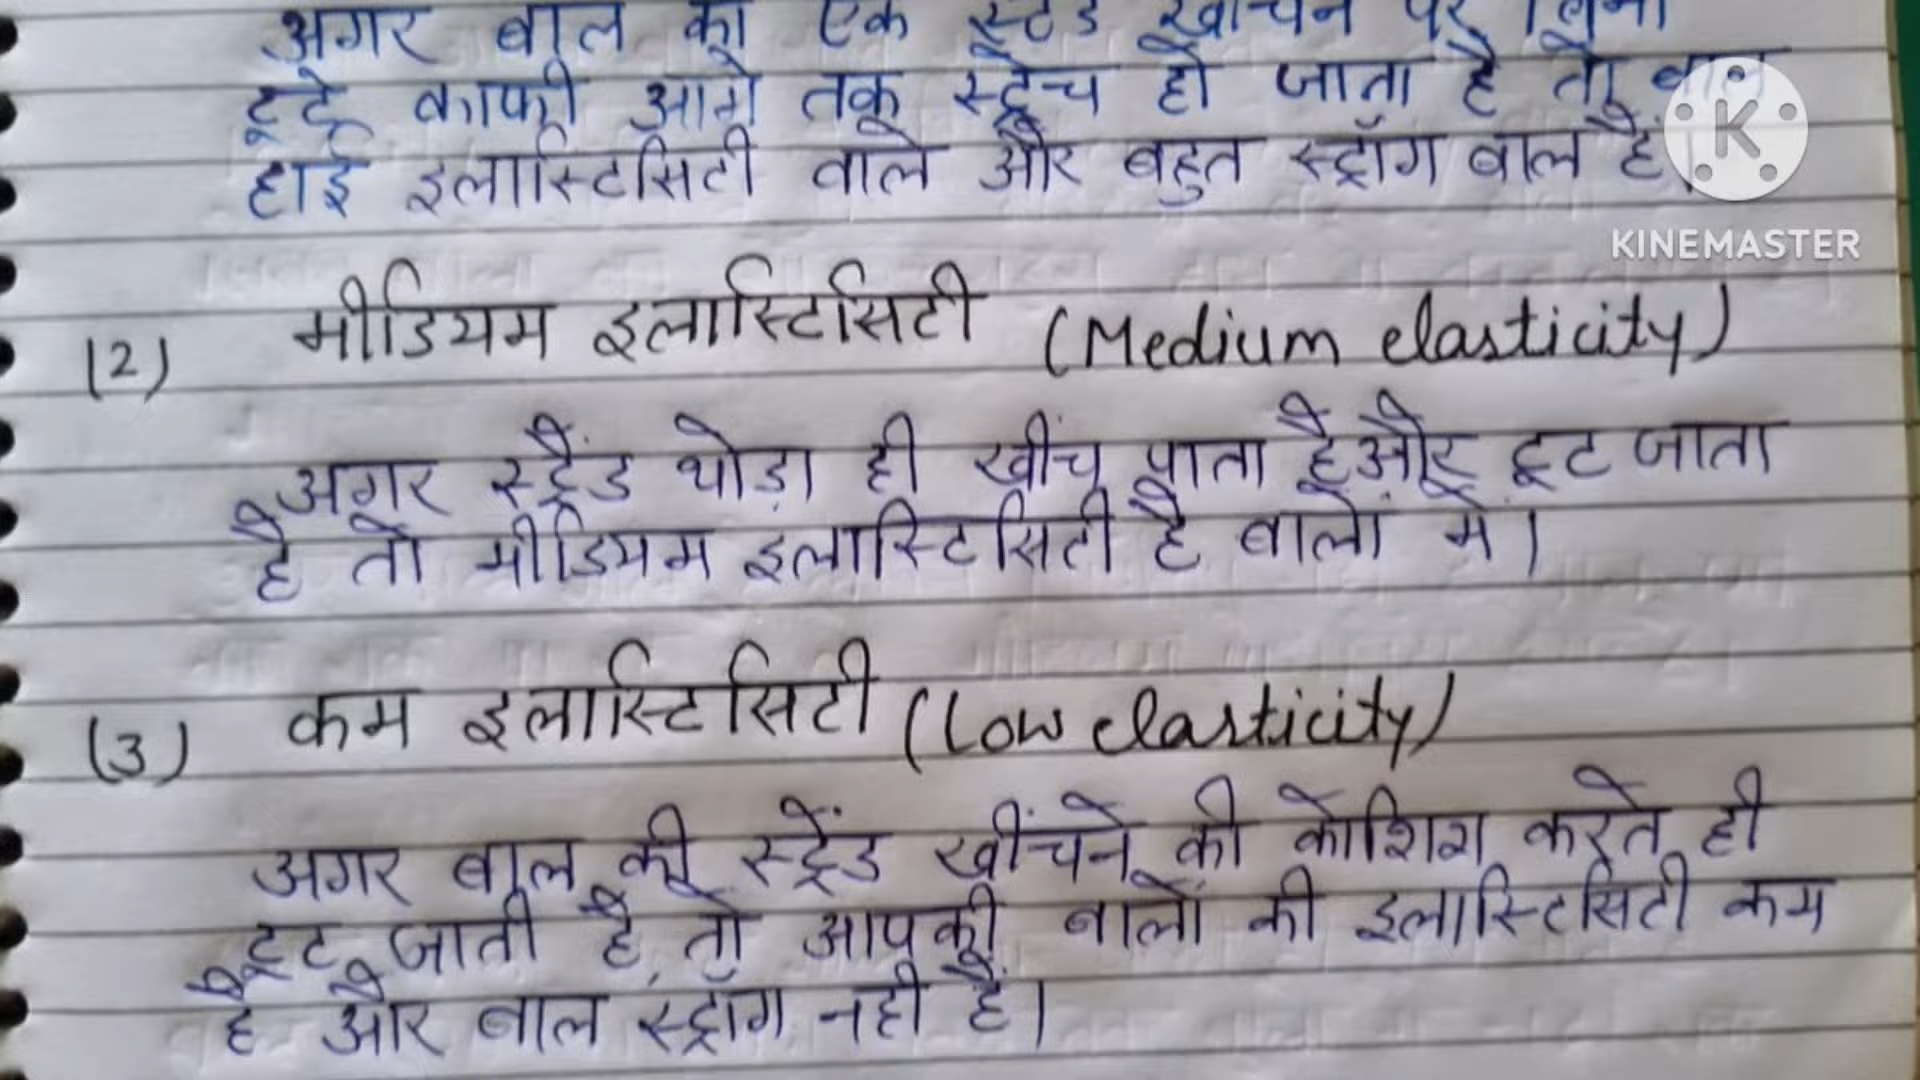 अगर बाल का एक स्टैंड खींचने पर बिना
टूटे काफी आगे तक स्ट्रेच हो जाता है तो बाल
हाई इलास्टिसिटी वाले और बहुत स्ट्रॉग बाल हैं।
KINEMASTER
(2) मीडियम इलास्टिसिटी (Medium elasticity)
अगर स्ट्रैंड थोड़ा ही खींच पाता है और टूट जाता
है तो मीडियम इलास्टिसिटी है बालों में।
(3) कम इलास्टिसिटी (Low elasticity)
अगर बाल की स्ट्रेंड खींचने की कोशिश करते ही
टूट जाती है, तो आपकी बालों की इलास्टिसिटी कम
है और बाल स्ट्रॉग नही है।